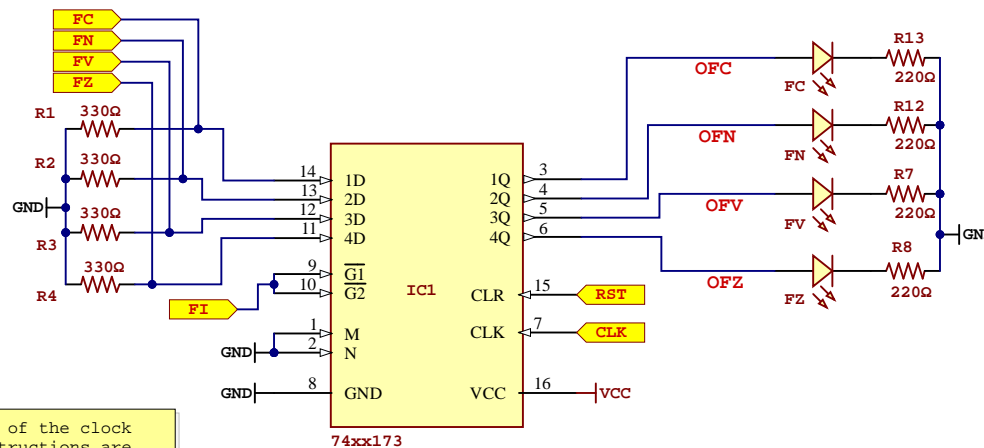 FC
FN
FV
FZ
R1 330Ω
R2 330Ω
GND
R3 330Ω
R4 330Ω
FI
GND
GND
14 1D
13 2D
12 3D
11 4D
9 G1
10 G2
1 M
2 N
8 GND
IC1
1Q 3
2Q 4
3Q 5
4Q 6
CLR 15 RST
CLK 7 CLK
VCC 16 VCC
74xx173
OFC FC R13 220Ω
OFN FN R12 220Ω
OFV FV R7 220Ω
OFZ FZ R8 220Ω
GN
of the clock
tructions are